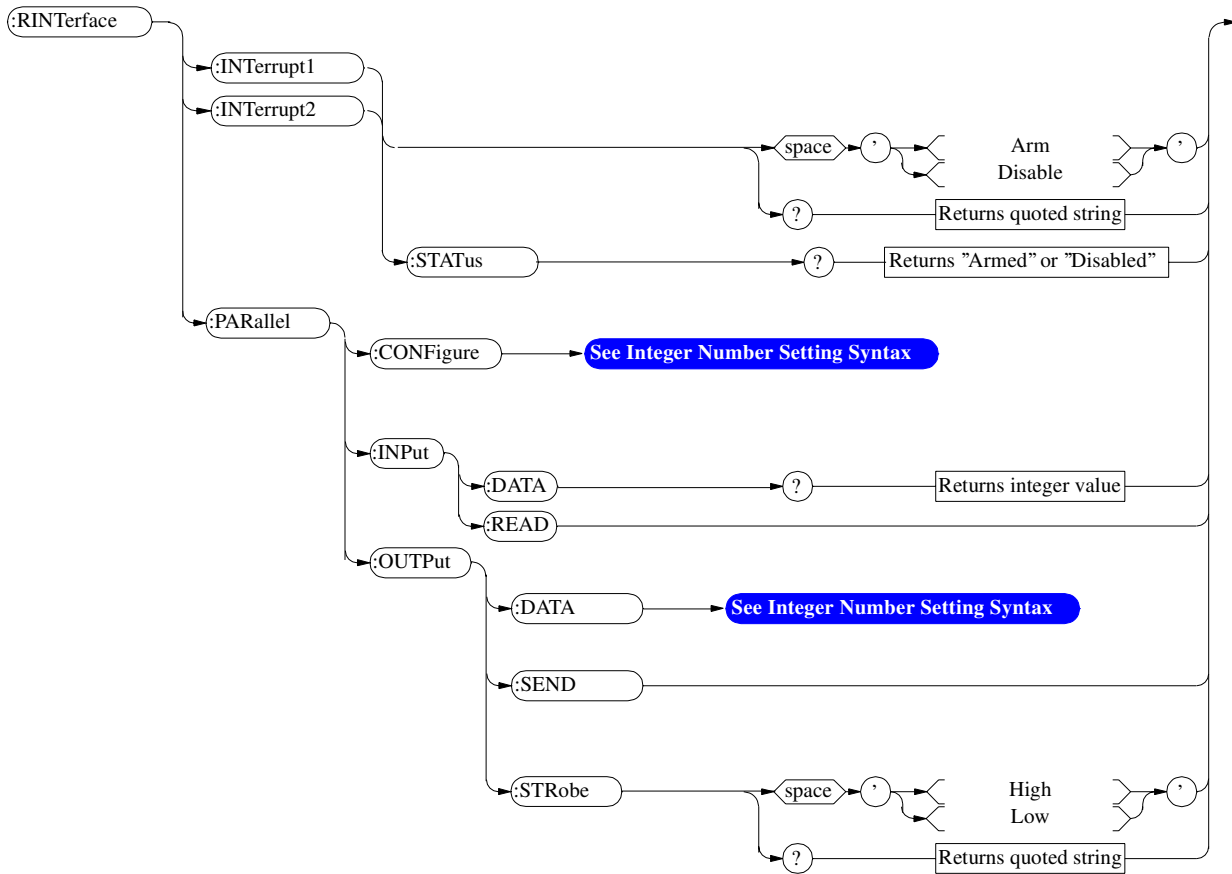 :RINTerface
:INTerrupt1
:INTerrupt2
space ’ Arm ’
Disable
? Returns quoted string
:STATus ? Returns ”Armed” or ”Disabled”
:PARallel
:CONFigure See Integer Number Setting Syntax
:INPut
:DATA ? Returns integer value
:READ
:OUTPut
:DATA See Integer Number Setting Syntax
:SEND
:STRobe space ’ High ’
Low
? Returns quoted string